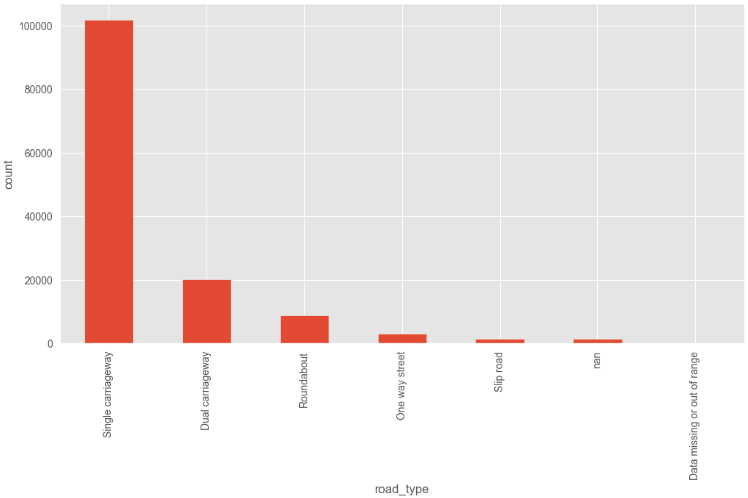 100000
80000
60000
40000
20000
0
count
Single carriageway
Dual carriageway
Roundabout
One way street
Slip road
nan
Data missing or out of range
road_type